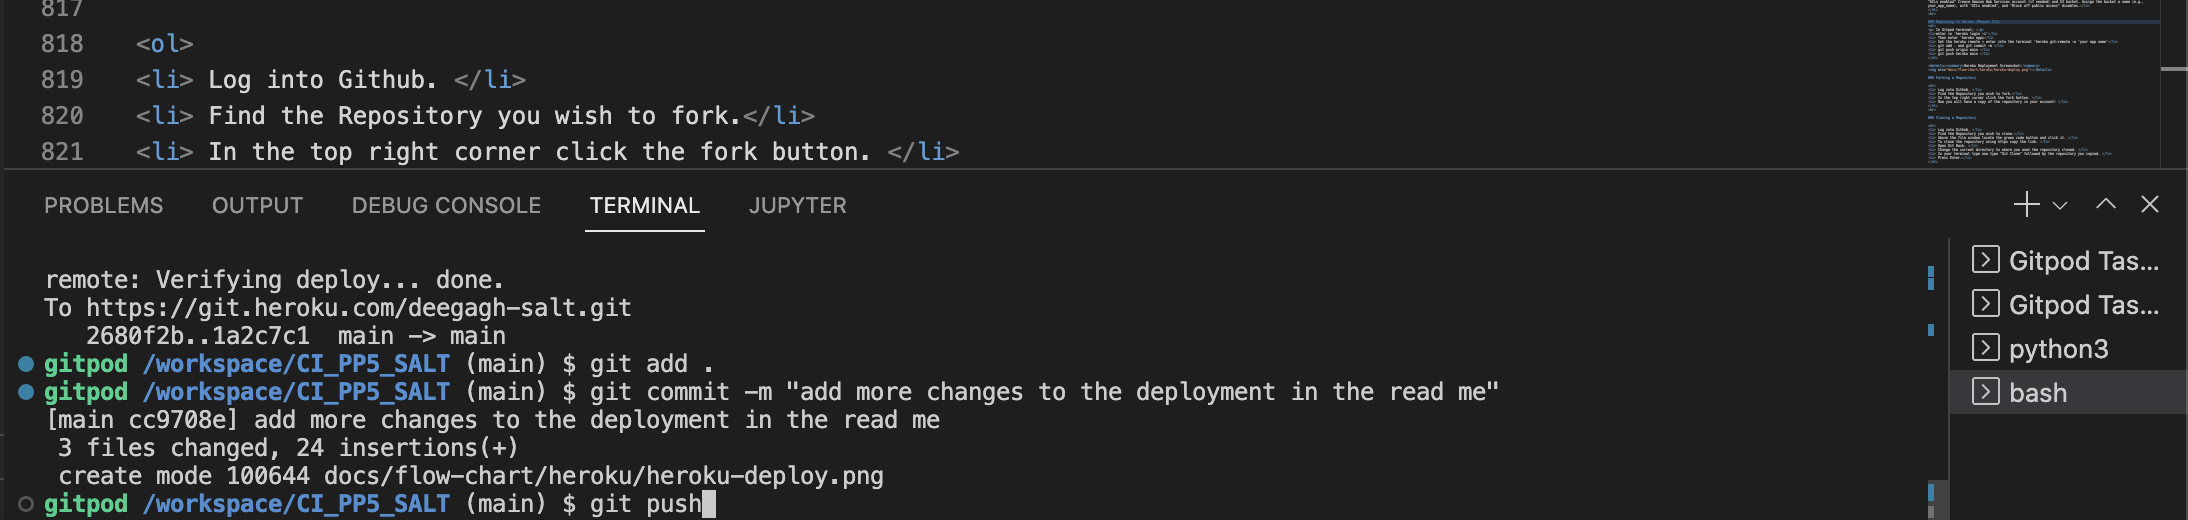 817
818 <ol>
819 <li> Log into Github. </li>
820 <li> Find the Repository you wish to fork.</li>
821 <li> In the top right corner click the fork button. </li>
PROBLEMS OUTPUT DEBUG CONSOLE TERMINAL JUPYTER
remote: Verifying deploy... done.
To https://git.heroku.com/deegagh-salt.git
2680f2b..1a2c7c1 main -> main
gitpod /workspace/CI_PP5_SALT (main) $ git add .
gitpod /workspace/CI_PP5_SALT (main) $ git commit -m "add more changes to the deployment in the read me"
[main cc9708e] add more changes to the deployment in the read me
3 files changed, 24 insertions(+)
create mode 100644 docs/flow-chart/heroku/heroku-deploy.png
gitpod /workspace/CI_PP5_SALT (main) $ git push
Gitpod Tas...
Gitpod Tas...
python3
bash